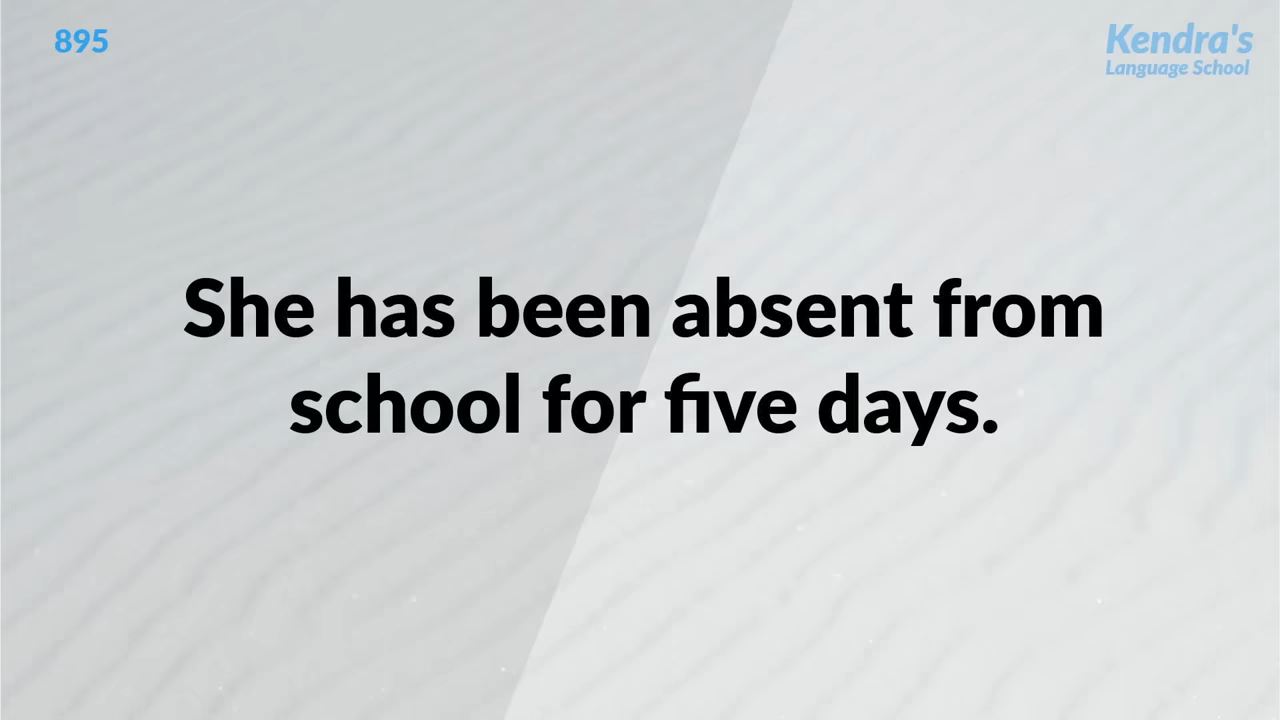 895
Kendra's
Language School
She has been absent from
school for five days.